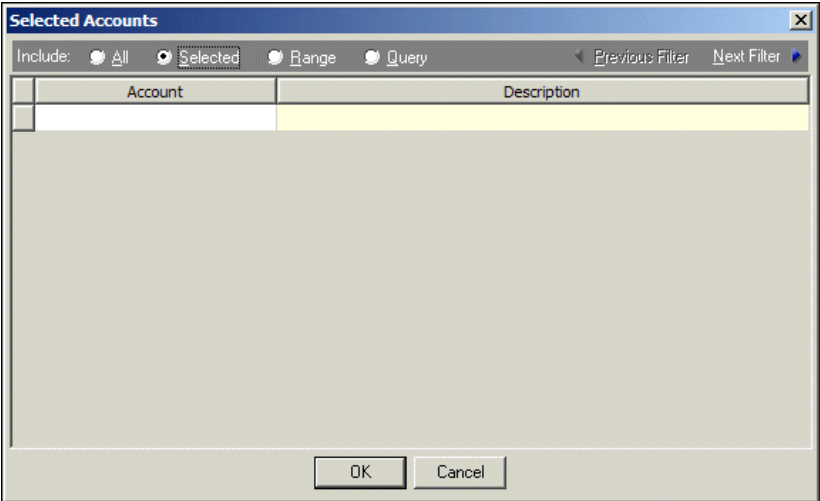 Selected Accounts
Include: All Selected Range Query Previous Filter Next Filter
Account Description
OK Cancel